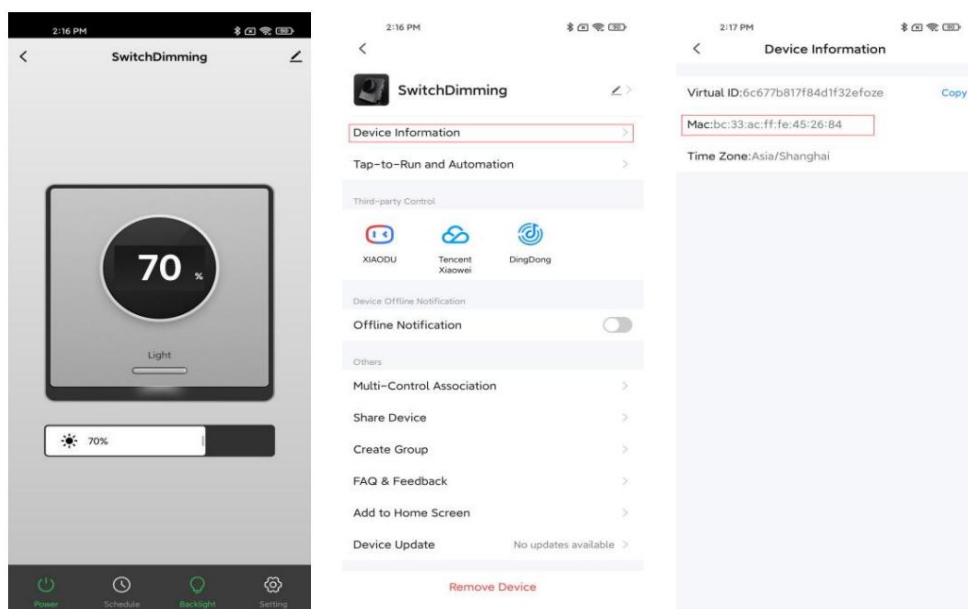 2:16 PM
SwitchDimming
70 %
Light
70%
Power
Schedule
Backlight
Setting
2:16 PM
SwitchDimming
Device Information
Tap-to-Run and Automation
Third-party Control
XIAODU
Tencent
Xiaowei
DingDong
Device Offline Notification
Offline Notification
Others
Multi-Control Association
Share Device
Create Group
FAQ & Feedback
Add to Home Screen
Device Update No updates available
Remove Device
2:17 PM
Device Information
Virtual ID:6c677b817f84d1f32efoze Copy
Mac:bc:33:ac:ff:fe:45:26:84
Time Zone:Asia/Shanghai